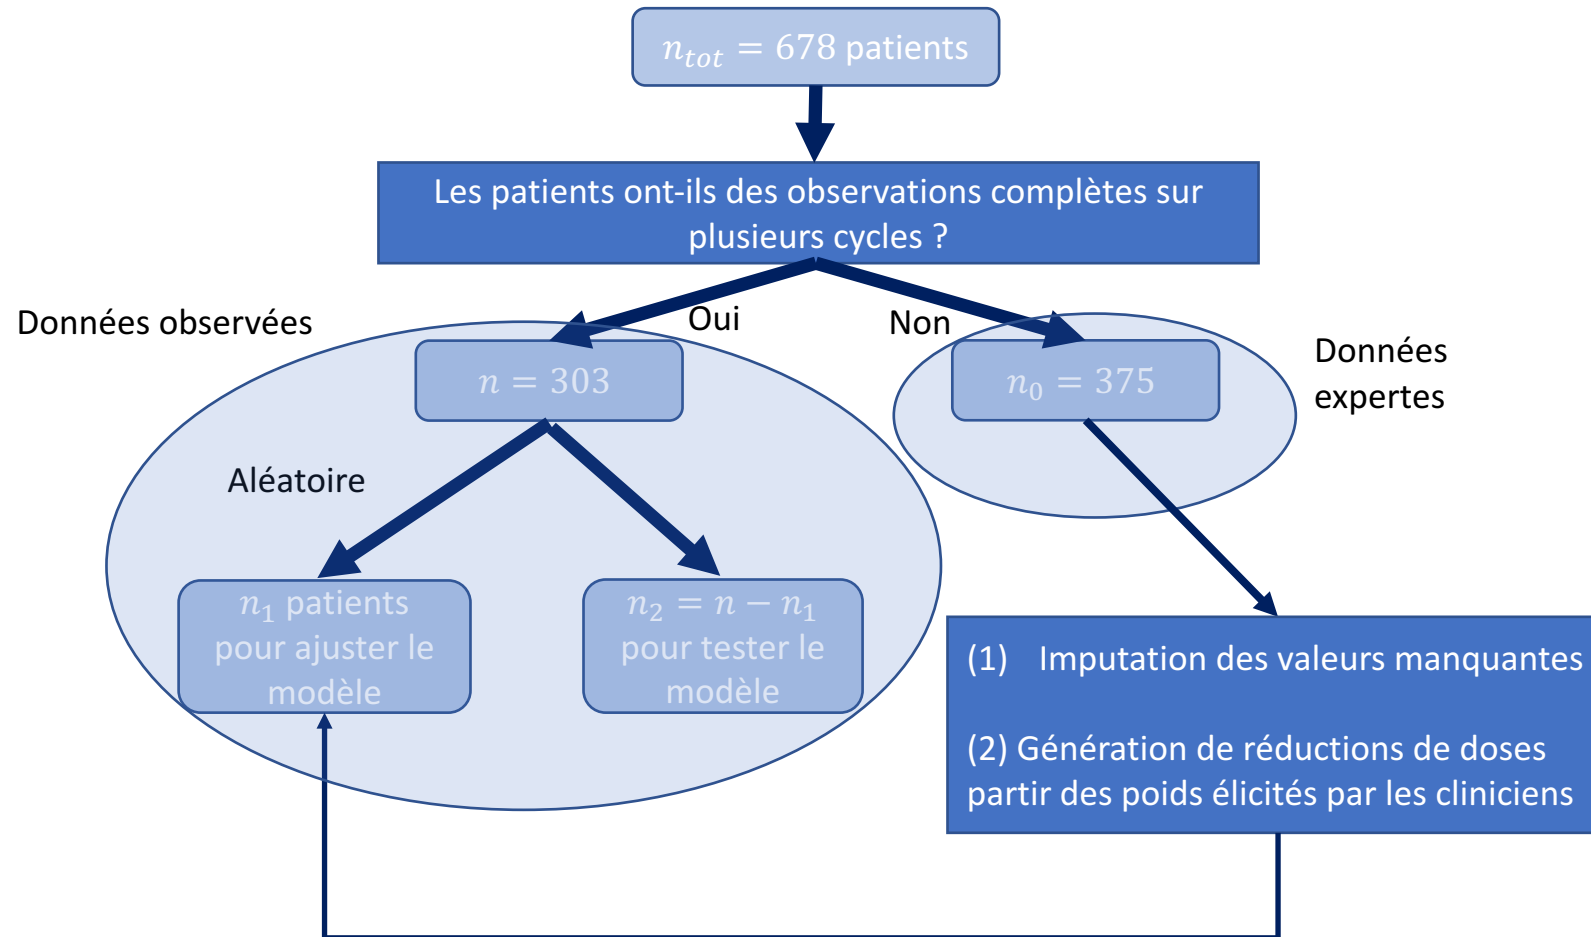 n_{tot} = 678 patients
Les patients ont-ils des observations complètes sur
plusieurs cycles ?
Données observées
Oui
Non
n = 303
n_0 = 375
Données
expertes
Aléatoire
n_1 patients
pour ajuster le
modèle
n_2 = n − n_1
pour tester le
modèle
(1) Imputation des valeurs manquantes
(2) Génération de réductions de doses
partir des poids élicités par les cliniciens